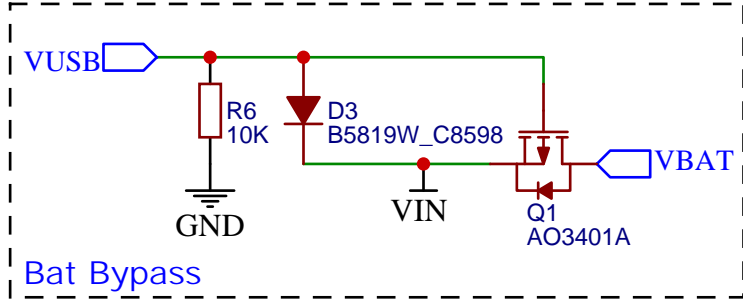 VUSB
R6
10K
D3
B5819W_C8598
VBAT
GND
VIN
Q1
AO3401A
Bat Bypass